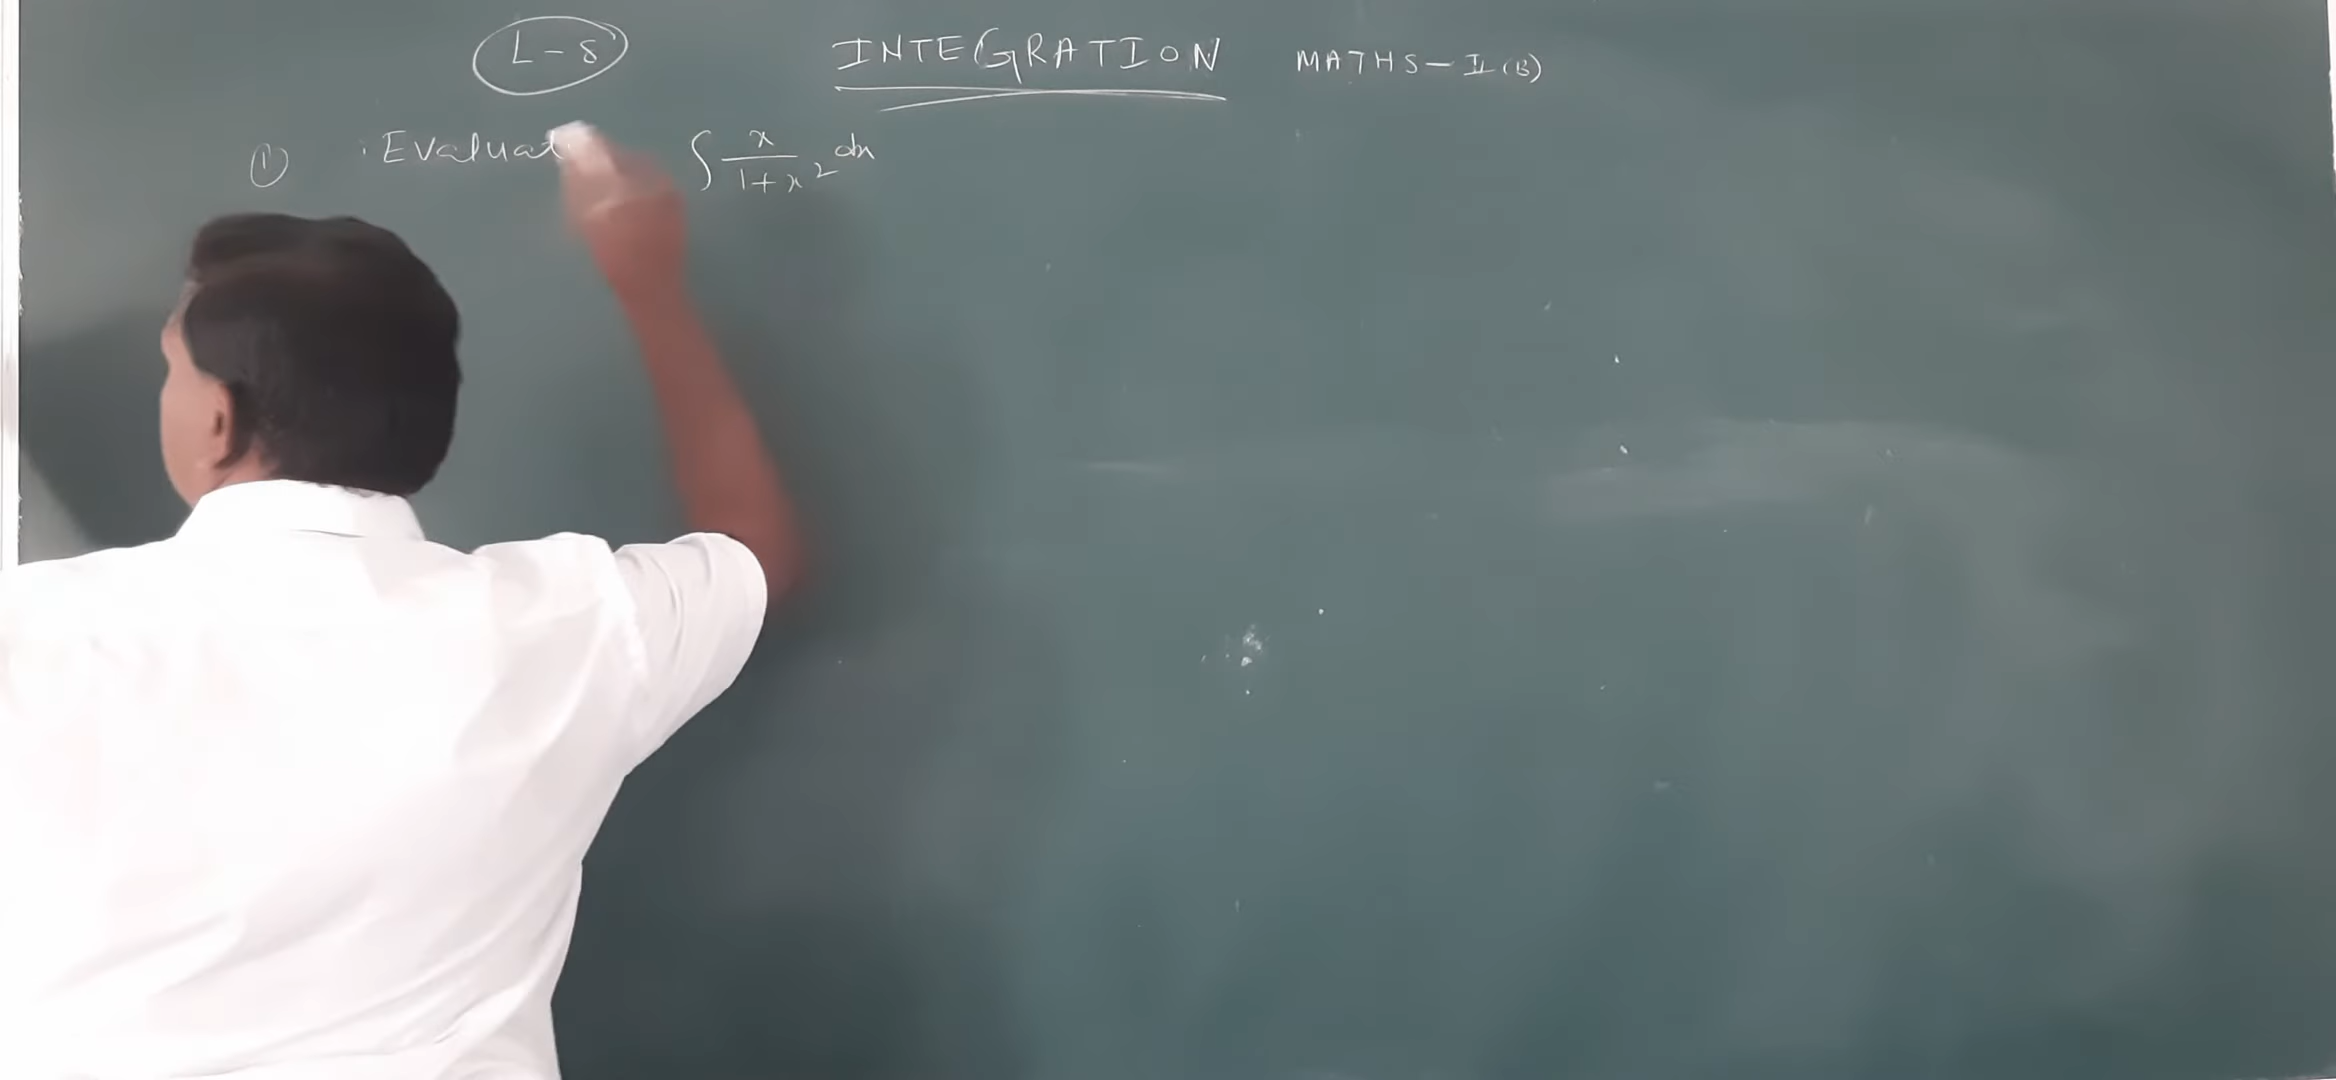 L-8 INTEGRATION MATHS-II(B)
① Evaluat ∫ x/(1+x²) dx